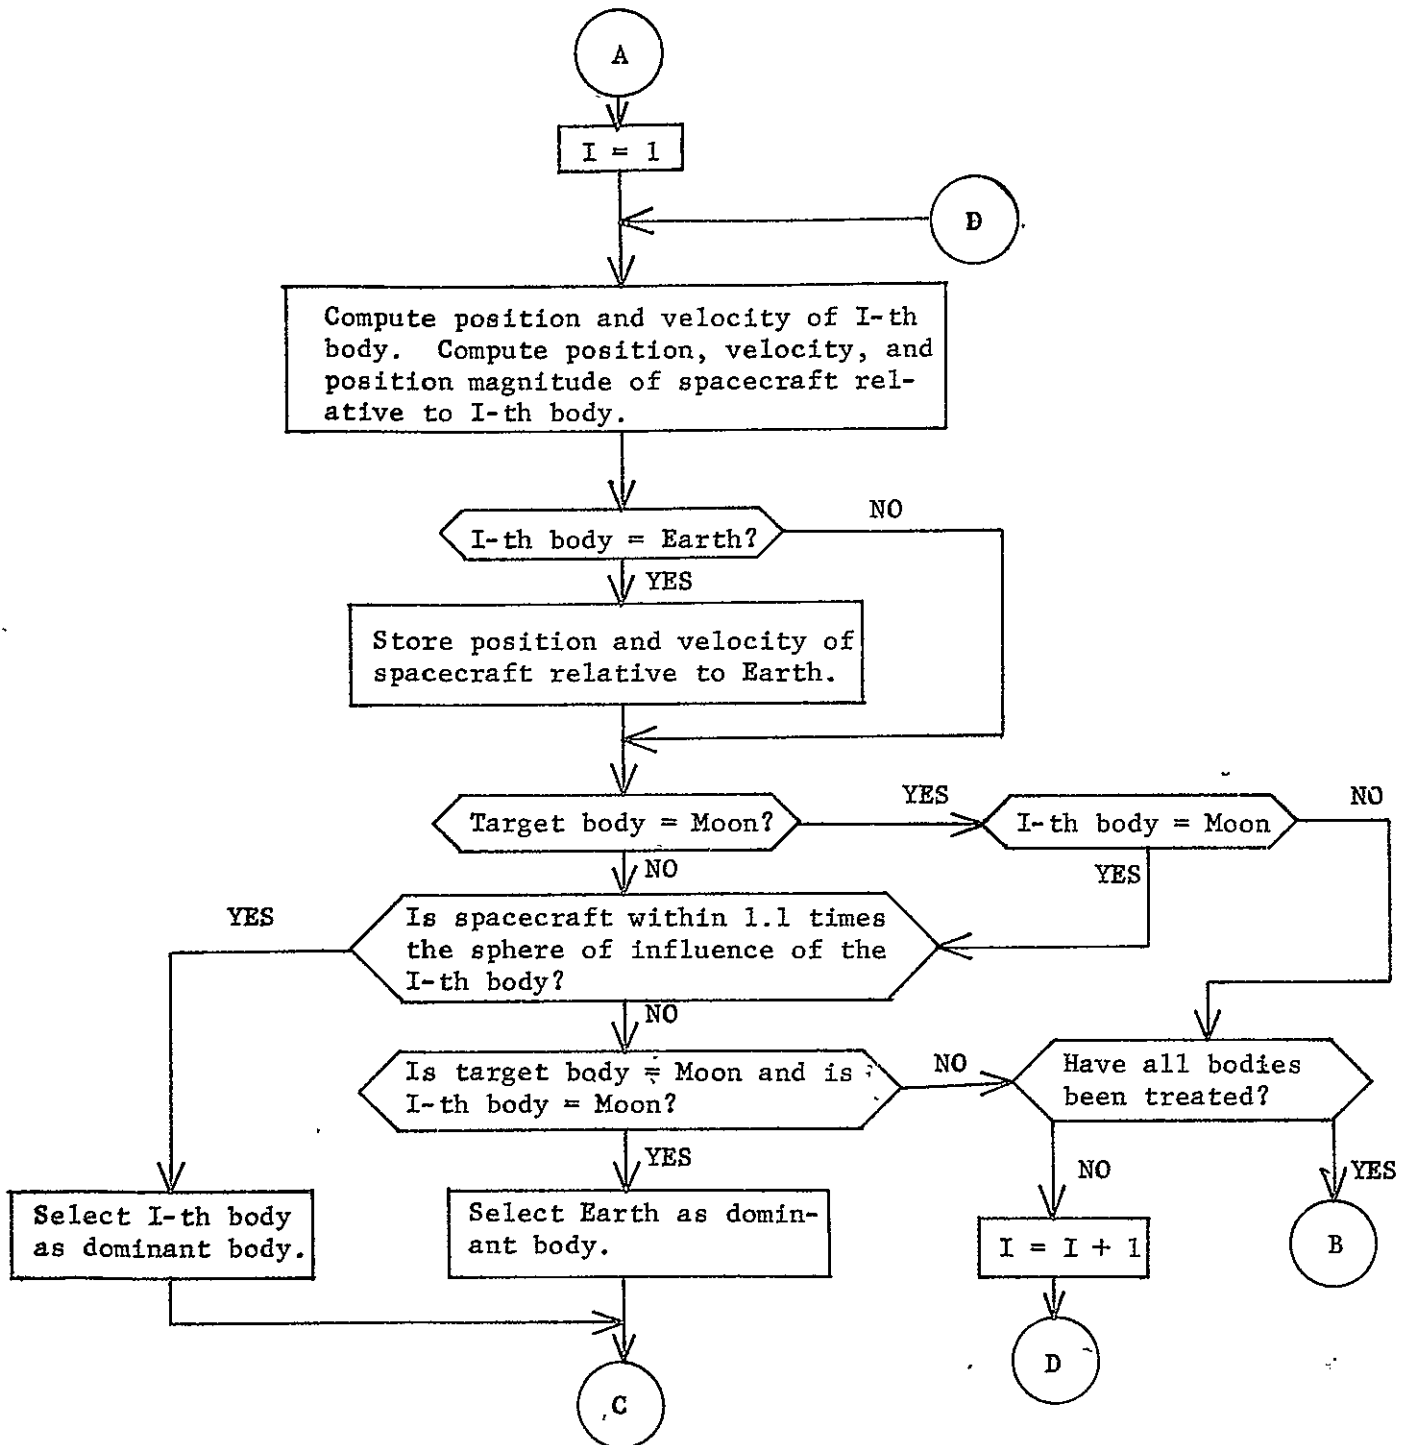 A
I = 1
D
Compute position and velocity of I-th
body. Compute position, velocity, and
position magnitude of spacecraft rel-
ative to I-th body.
NO
I-th body = Earth?
YES
Store position and velocity of
spacecraft relative to Earth.
YES
NO
Target body = Moon?
I-th body = Moon
NO
YES
YES
Is spacecraft within 1.1 times
the sphere of influence of the
I-th body?
NO
Is target body = Moon and is
I-th body = Moon?
NO
Have all bodies
been treated?
YES
NO
YES
Select I-th body
as dominant body.
Select Earth as domin-
ant body.
I = I + 1
B
D
C